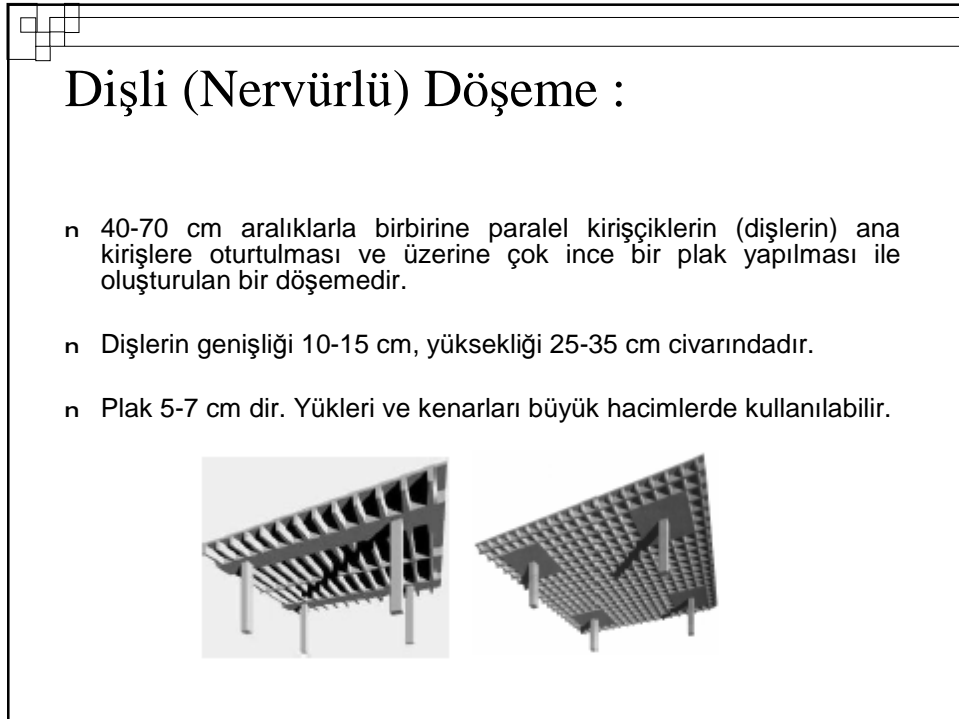 Dişli (Nervürlü) Döşeme :
n 40-70 cm aralıklarla birbirine paralel kirişçiklerin (dişlerin) ana
kirişlere oturtulması ve üzerine çok ince bir plak yapılması ile
oluşturulan bir döşemedir.
n Dişlerin genişliği 10-15 cm, yüksekliği 25-35 cm civarındadır.
n Plak 5-7 cm dir. Yükleri ve kenarları büyük hacimlerde kullanılabilir.